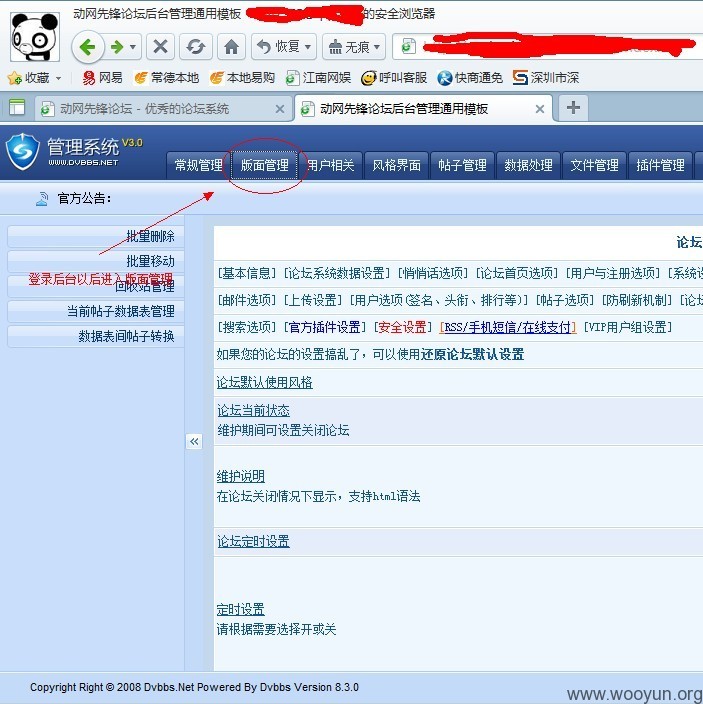 动网先锋论坛后台管理通用模板 的安全浏览器
恢复 无痕
收藏 网易 常德本地 本地易购 江南网娱 呼叫客服 快商通免 深圳市深
动网先锋论坛 - 优秀的论坛系统 动网先锋论坛后台管理通用模板
管理系统 V3.0
WWW.DVBBS.NET
常规管理 版面管理 用户相关 风格界面 帖子管理 数据处理 文件管理 插件管理
官方公告:
批量删除
批量移动
登录后台以后进入版面管理
回收站管理
当前帖子数据表管理
数据表间帖子转换
论坛
[基本信息] [论坛系统数据设置] [悄悄话选项] [论坛首页选项] [用户与注册选项] [系统设
[邮件选项] [上传设置] [用户选项(签名、头衔、排行等)] [帖子选项] [防刷新机制] [论坛
[搜索选项] [官方插件设置] [安全设置] [RSS/手机短信/在线支付] [VIP用户组设置]
如果您的论坛的设置搞乱了，可以使用还原论坛默认设置
论坛默认使用风格
论坛当前状态
维护期间可设置关闭论坛
维护说明
在论坛关闭情况下显示，支持html语法
论坛定时设置
定时设置
请根据需要选择开或关
Copyright Right © 2008 Dvbbs.Net Powered By Dvbbs Version 8.3.0
www.wooyun.org